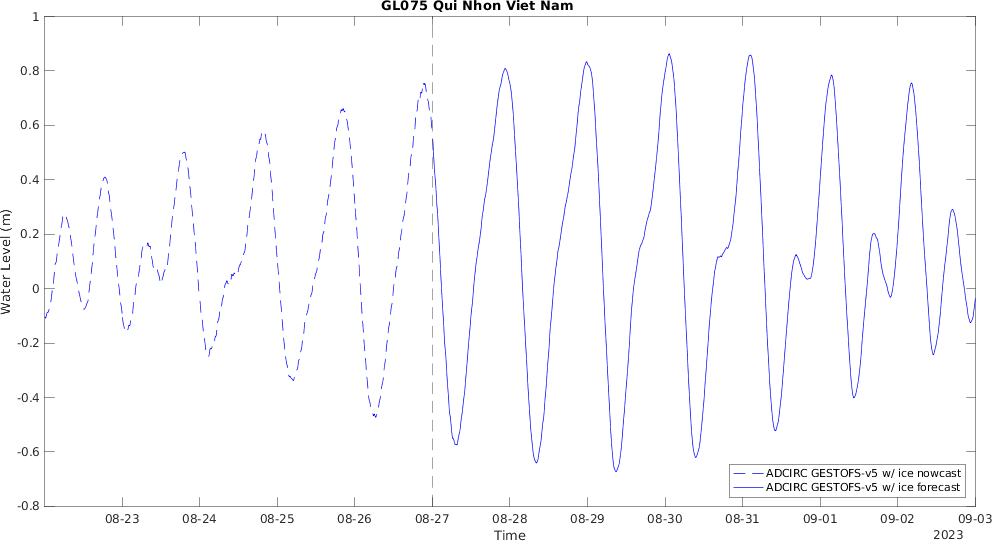 GL075 Qui Nhon Viet Nam
Water Level (m)
1
0.8
0.6
0.4
0.2
0
-0.2
-0.4
-0.6
-0.8
ADCIRC GESTOFS-v5 w/ ice nowcast
ADCIRC GESTOFS-v5 w/ ice forecast
08-23 08-24 08-25 08-26 08-27 08-28 08-29 08-30 08-31 09-01 09-02 09-03
Time
2023